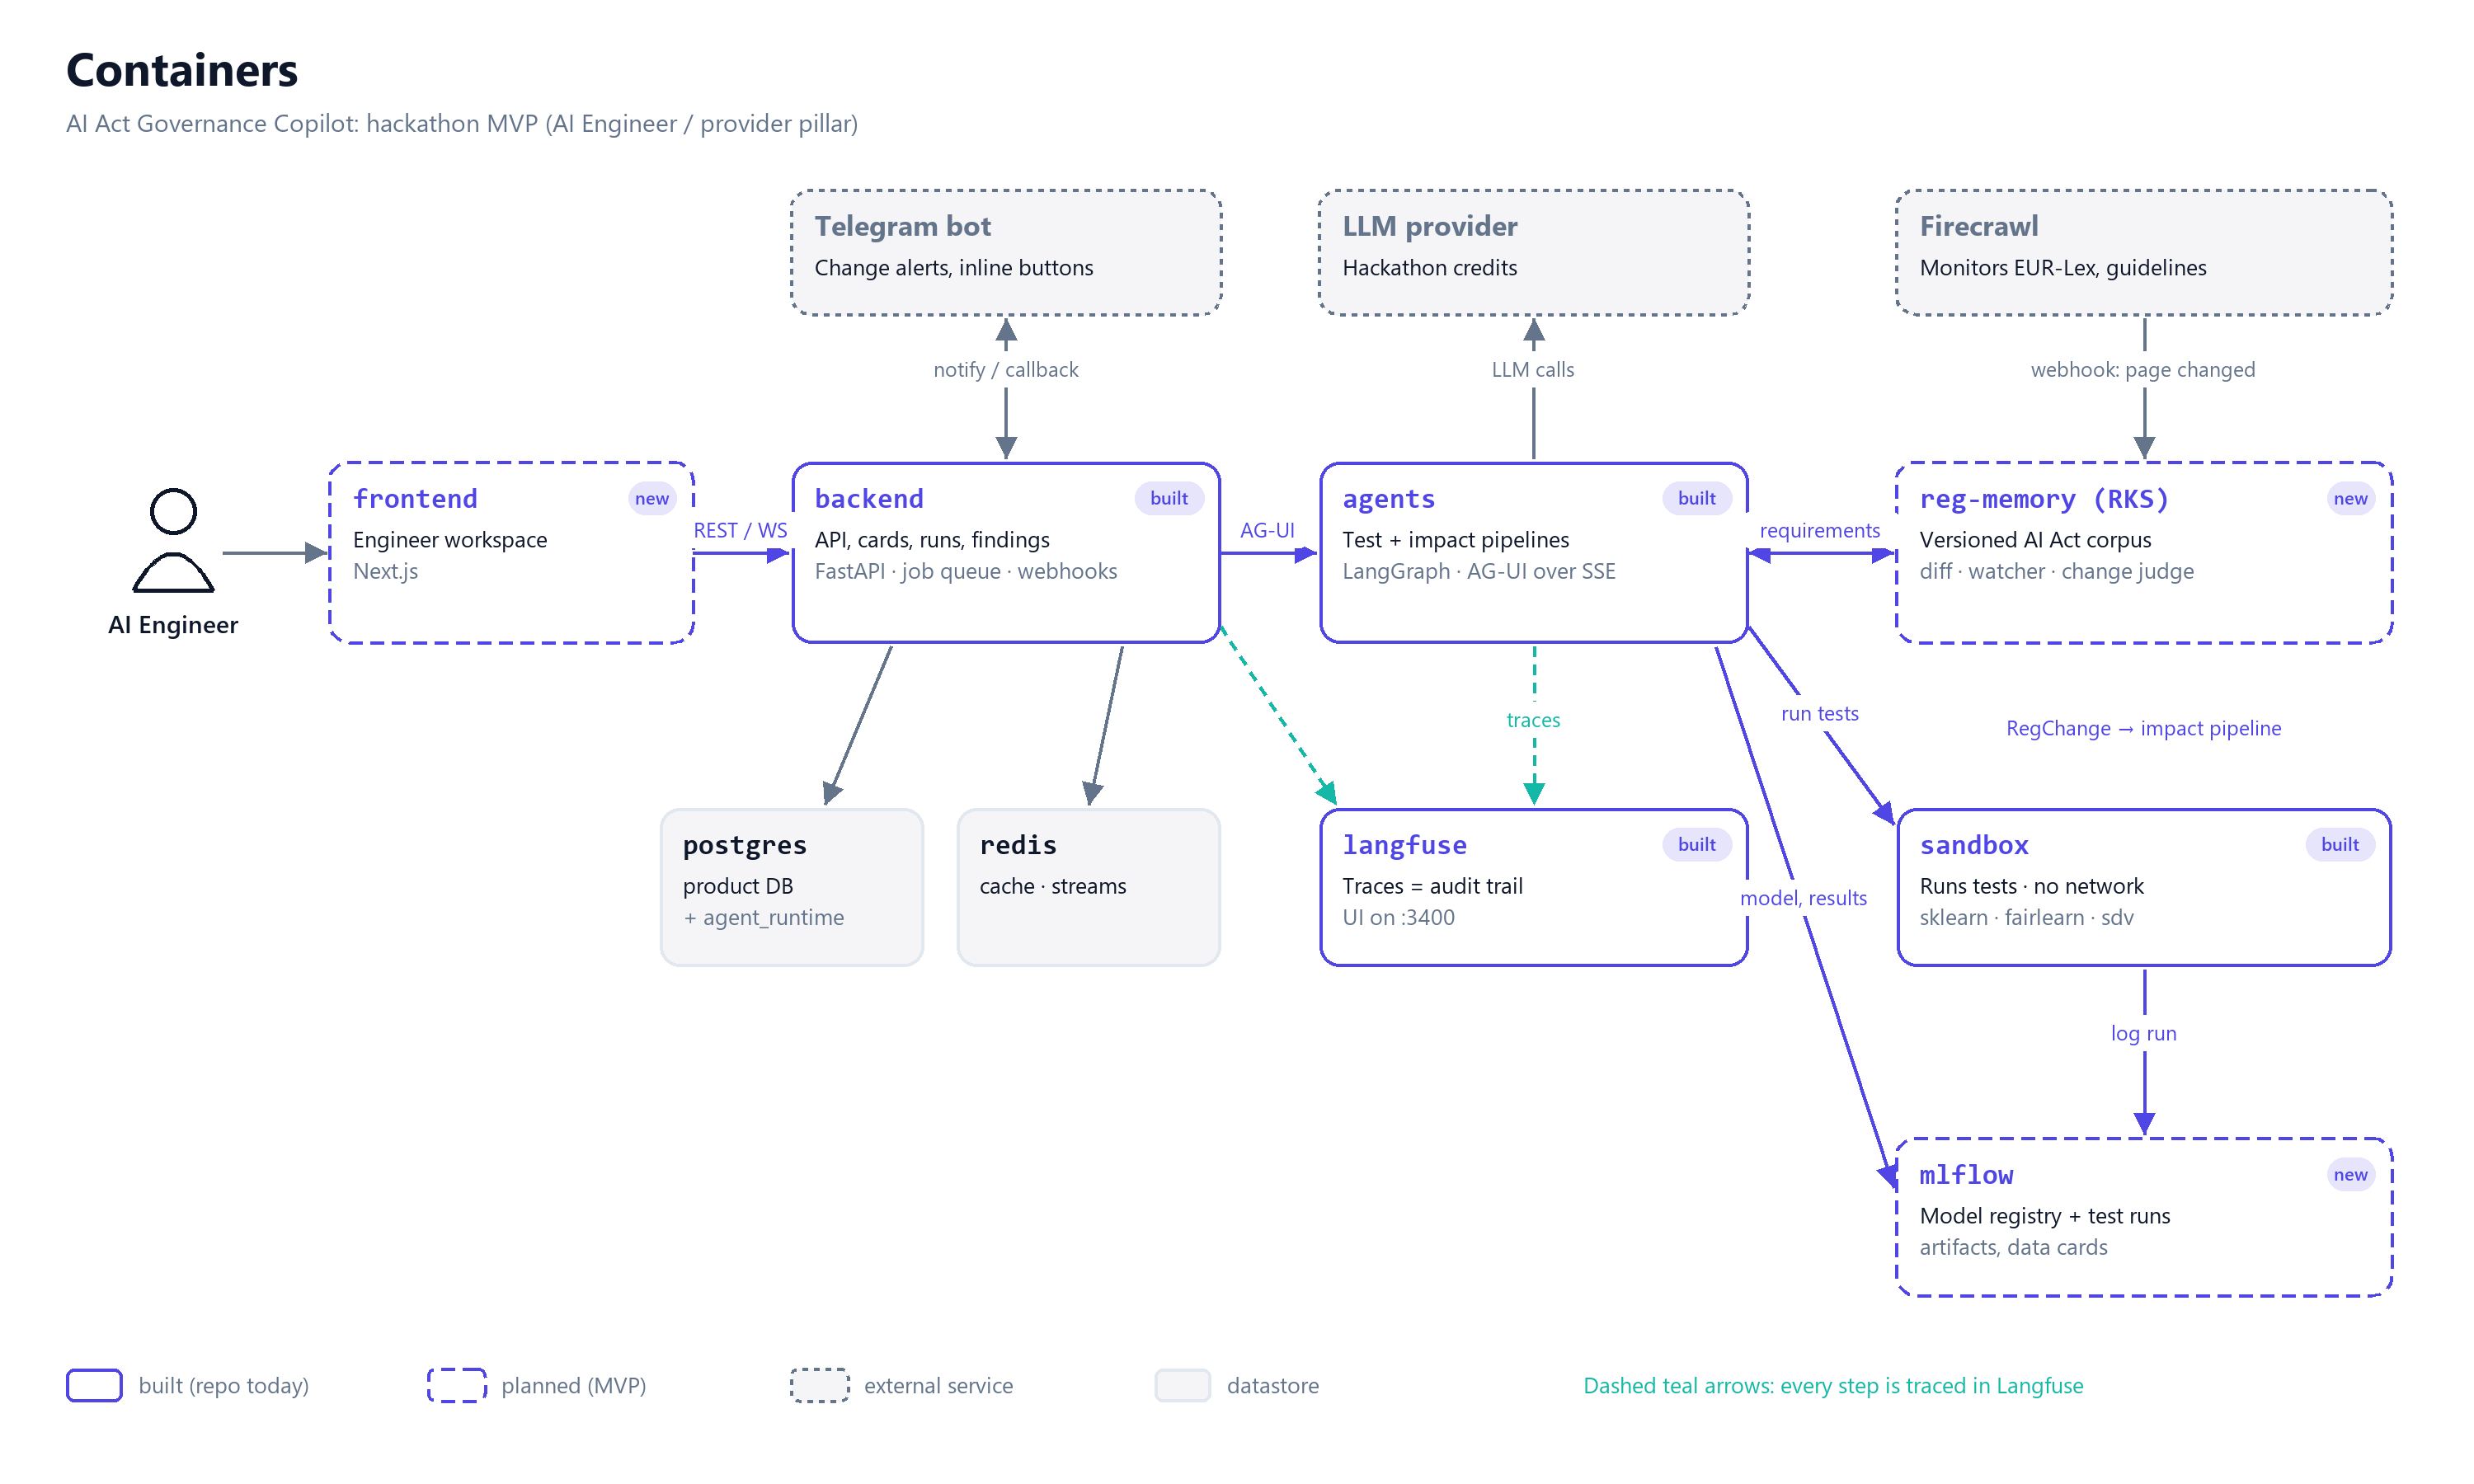 Containers
AI Act Governance Copilot: hackathon MVP (AI Engineer / provider pillar)
Telegram bot
Change alerts, inline buttons
LLM provider
Hackathon credits
Firecrawl
Monitors EUR-Lex, guidelines
notify / callback
LLM calls
webhook: page changed
AI Engineer
frontend
new
Engineer workspace
Next.js
REST / WS
backend
built
API, cards, runs, findings
FastAPI · job queue · webhooks
AG-UI
agents
built
Test + impact pipelines
LangGraph · AG-UI over SSE
requirements
reg-memory (RKS)
new
Versioned AI Act corpus
diff · watcher · change judge
traces
run tests
RegChange → impact pipeline
postgres
product DB
+ agent_runtime
redis
cache · streams
langfuse
built
Traces = audit trail
UI on :3400
model, results
sandbox
built
Runs tests · no network
sklearn · fairlearn · sdv
log run
mlflow
new
Model registry + test runs
artifacts, data cards
built (repo today)
planned (MVP)
external service
datastore
Dashed teal arrows: every step is traced in Langfuse